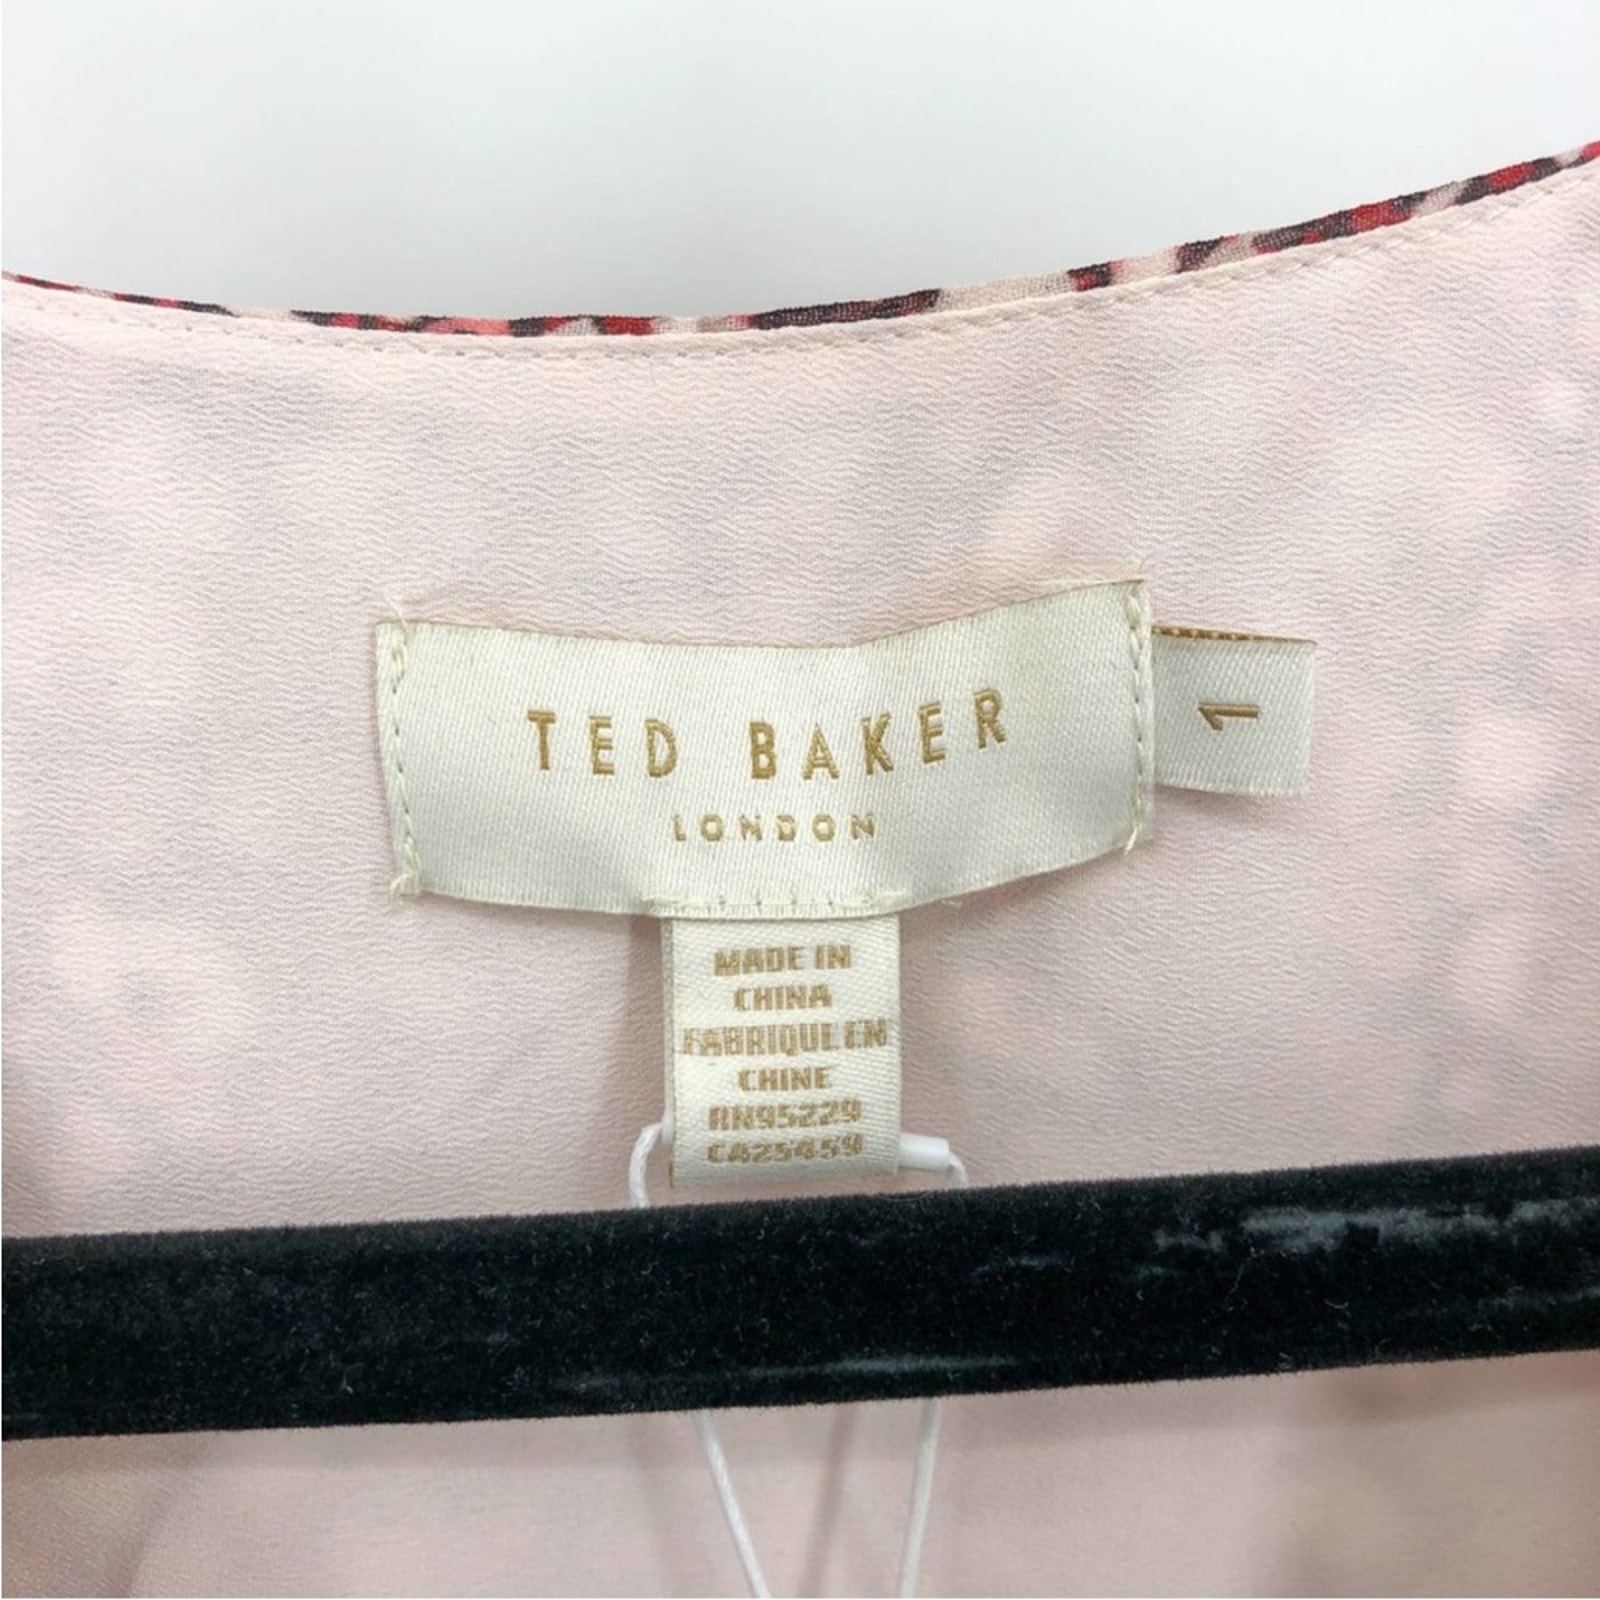 TED BAKER
LONDON
1
MADE IN
CHINA
FABRIQUE EN
CHINE
RN95229
CA25459